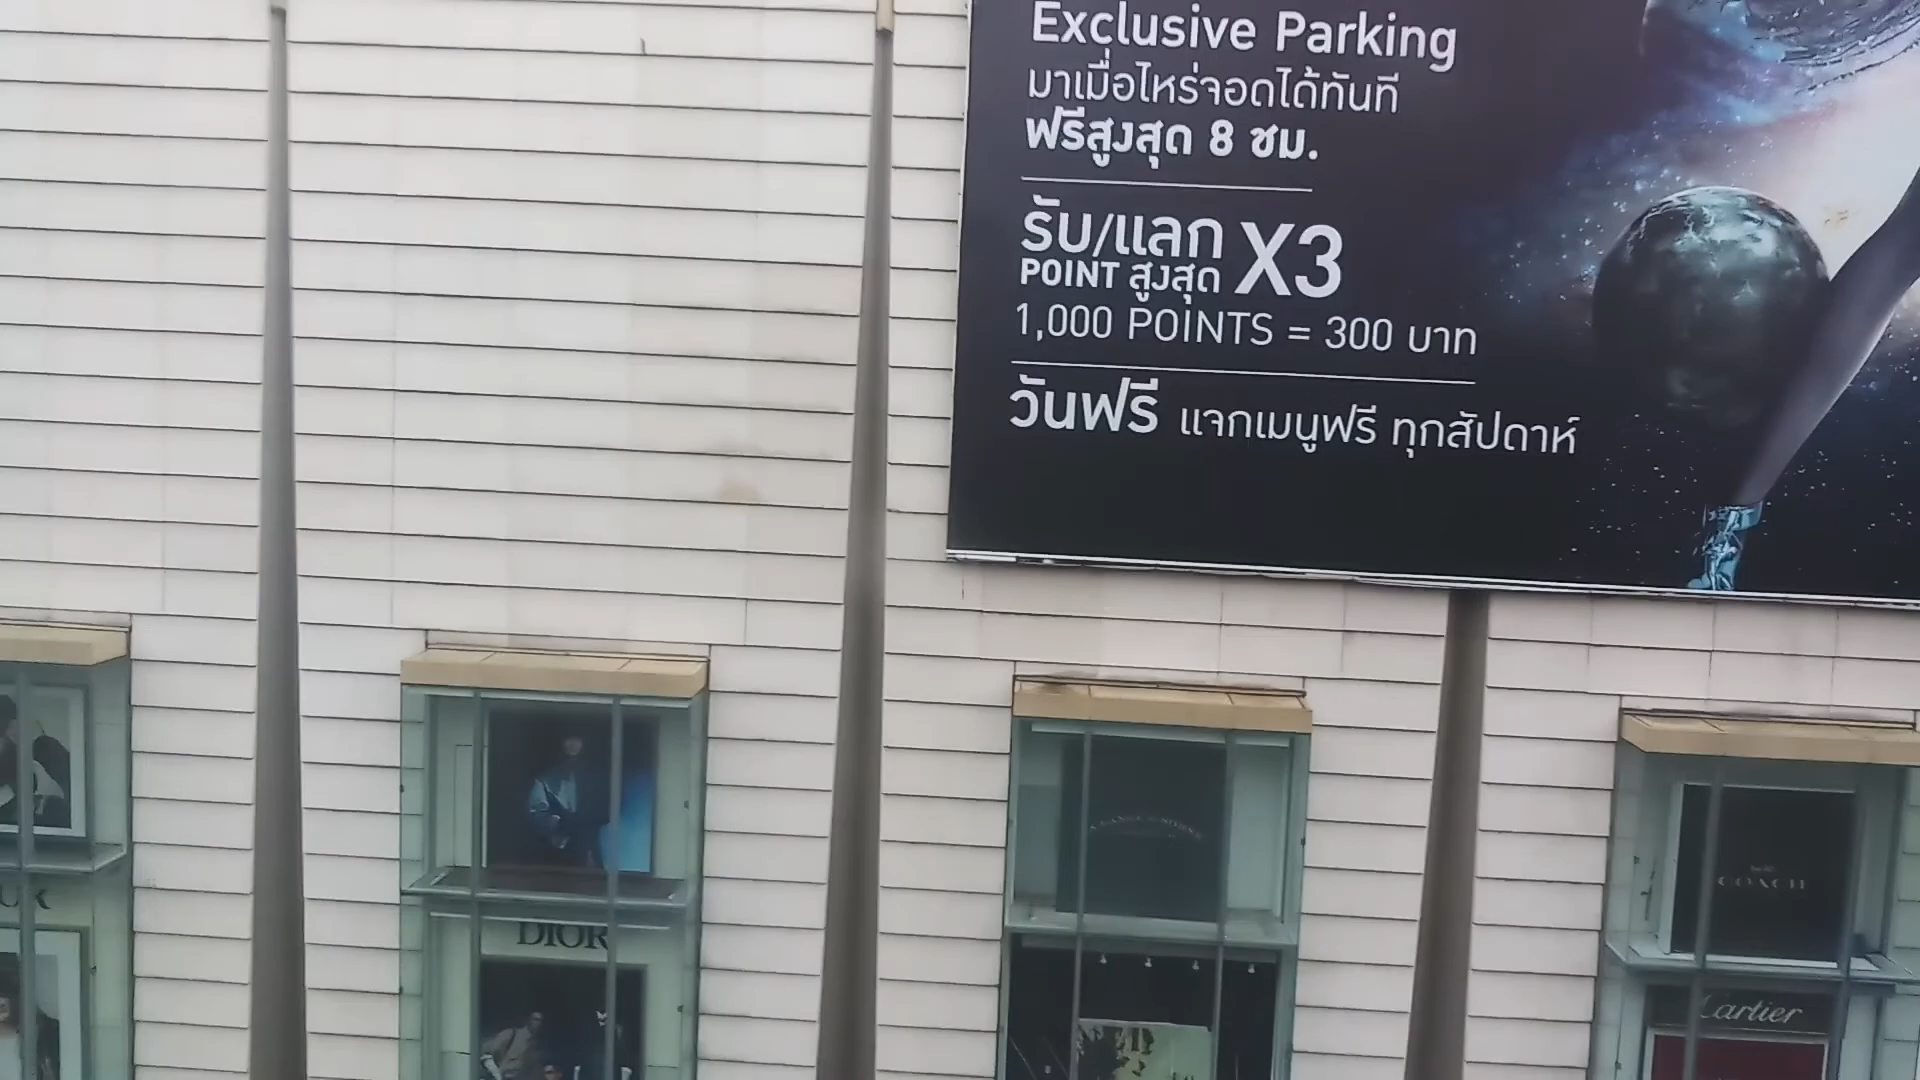 Exclusive Parking
มาเมื่อไหร่จอดได้ทันที
ฟรีสูงสุด 8 ชม.
รับ/แลก X3
POINT สูงสุด
1,000 POINTS = 300 บาท
วันฟรี แจกเมนูฟรี ทุกสัปดาห์
DIOR
COACH
Cartier